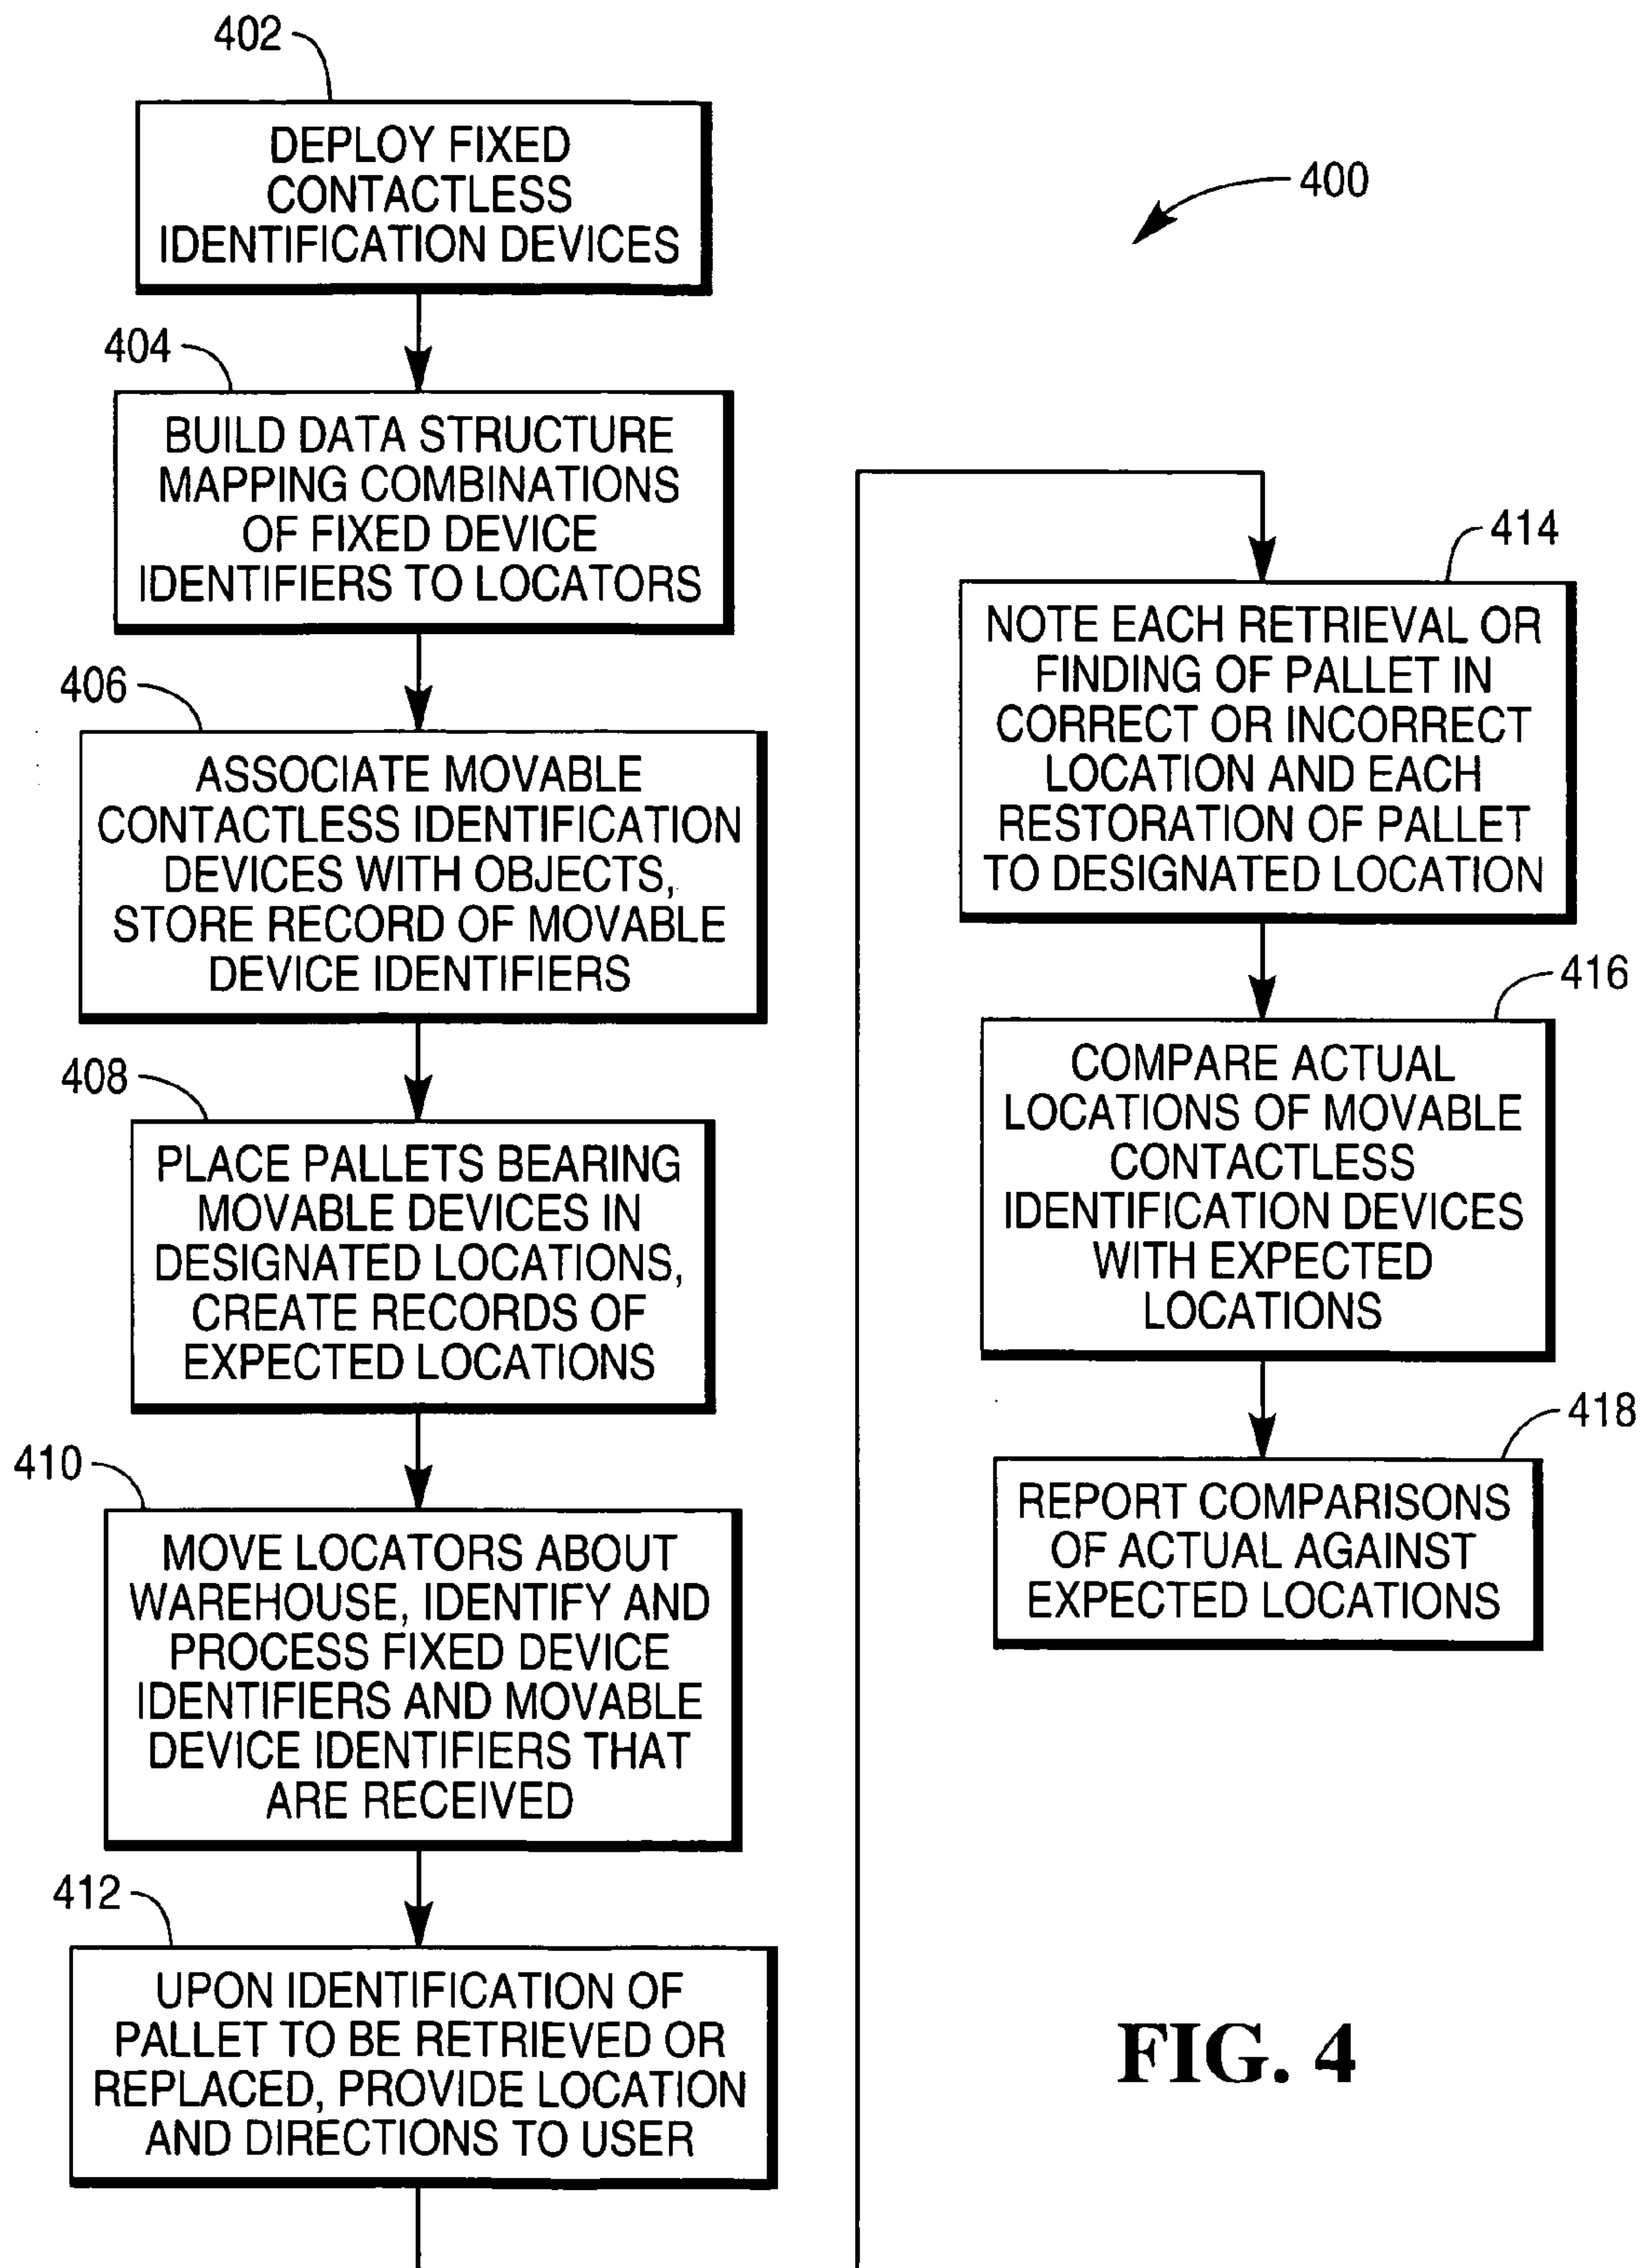 402
DEPLOY FIXED
CONTACTLESS
IDENTIFICATION DEVICES
404
BUILD DATA STRUCTURE
MAPPING COMBINATIONS
OF FIXED DEVICE
IDENTIFIERS TO LOCATORS
406
ASSOCIATE MOVABLE
CONTACTLESS IDENTIFICATION
DEVICES WITH OBJECTS,
STORE RECORD OF MOVABLE
DEVICE IDENTIFIERS
408
PLACE PALLETS BEARING
MOVABLE DEVICES IN
DESIGNATED LOCATIONS,
CREATE RECORDS OF
EXPECTED LOCATIONS
410
MOVE LOCATORS ABOUT
WAREHOUSE, IDENTIFY AND
PROCESS FIXED DEVICE
IDENTIFIERS AND MOVABLE
DEVICE IDENTIFIERS THAT
ARE RECEIVED
412
UPON IDENTIFICATION OF
PALLET TO BE RETRIEVED OR
REPLACED, PROVIDE LOCATION
AND DIRECTIONS TO USER
400
414
NOTE EACH RETRIEVAL OR
FINDING OF PALLET IN
CORRECT OR INCORRECT
LOCATION AND EACH
RESTORATION OF PALLET
TO DESIGNATED LOCATION
416
COMPARE ACTUAL
LOCATIONS OF MOVABLE
CONTACTLESS
IDENTIFICATION DEVICES
WITH EXPECTED
LOCATIONS
418
REPORT COMPARISONS
OF ACTUAL AGAINST
EXPECTED LOCATIONS
FIG. 4